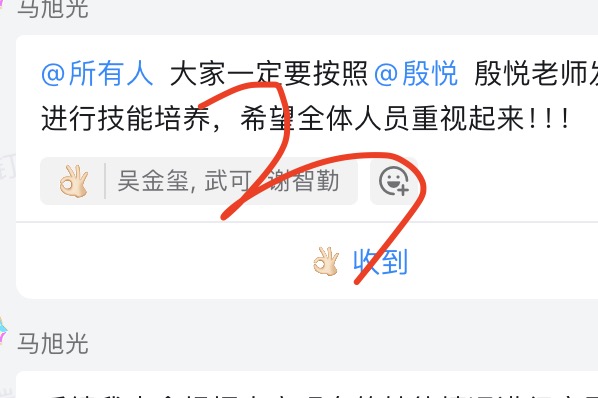 马旭光
@所有人 大家一定要按照@殷悦 殷悦老师
进行技能培养，希望全体人员重视起来!!!
吴金玺, 武可, 谢智勤
收到
马旭光